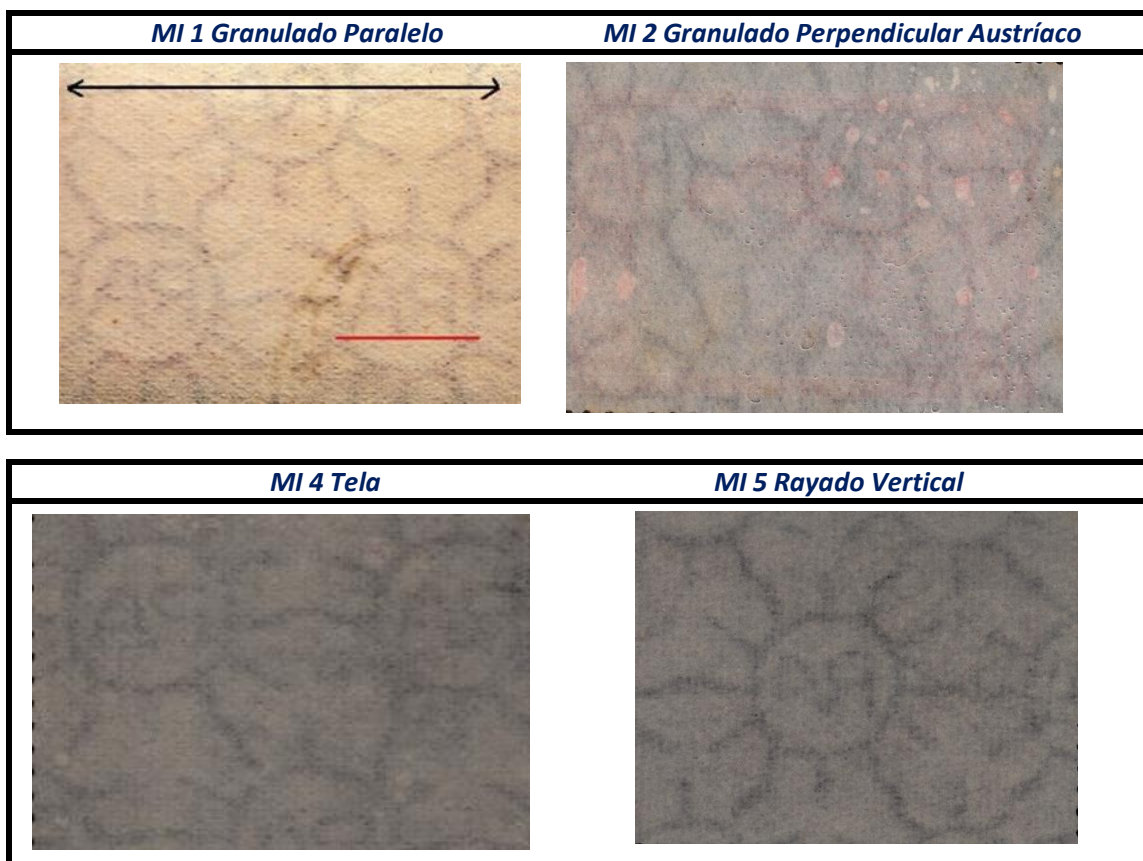 MI 1 Granulado Paralelo
MI 2 Granulado Perpendicular Austríaco
MI 4 Tela
MI 5 Rayado Vertical